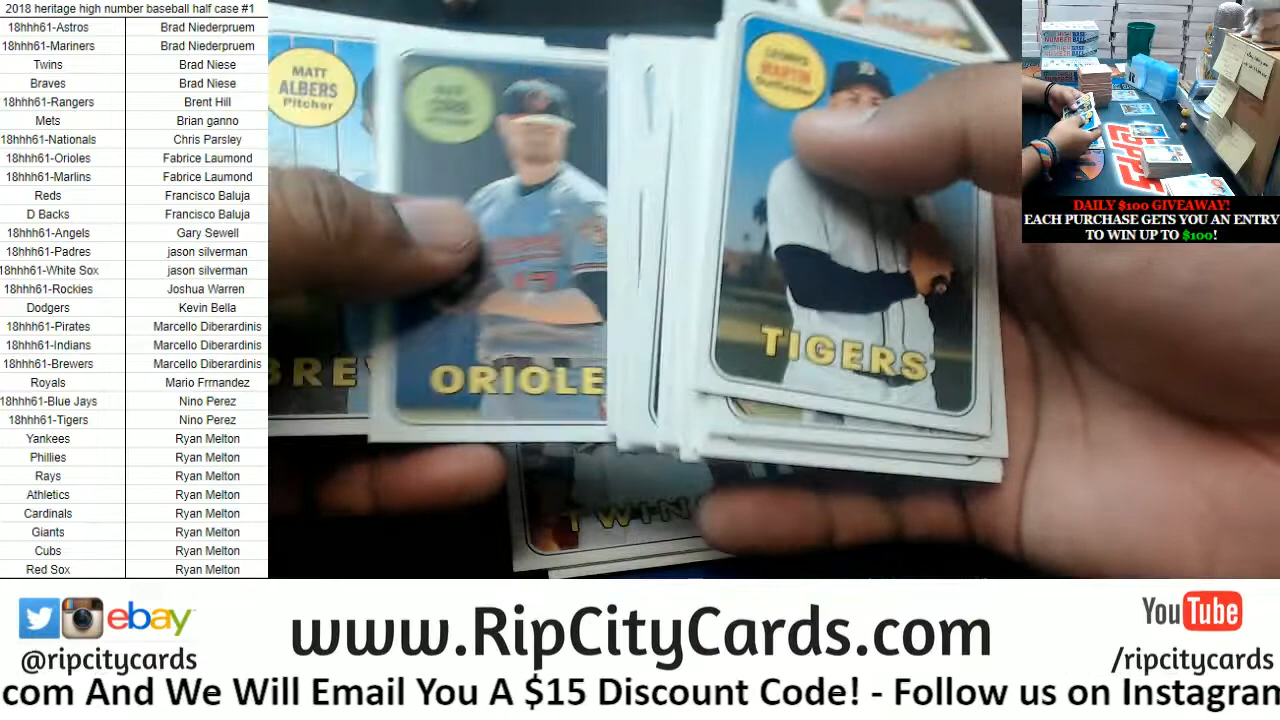 2018 heritage high number baseball half case #1
18hhh61-Astros Brad Niederpruem
18hhh61-Mariners Brad Niederpruem
Twins Brad Niese
Braves Brad Niese
18hhh61-Rangers Brent Hill
Mets Brian ganno
18hhh61-Nationals Chris Parsley
18hhh61-Orioles Fabrice Laumond
18hhh61-Marlins Fabrice Laumond
Reds Francisco Baluja
D Backs Francisco Baluja
18hhh61-Angels Gary Sewell
18hhh61-Padres jason silverman
18hhh61-White Sox jason silverman
18hhh61-Rockies Joshua Warren
Dodgers Kevin Bella
18hhh61-Pirates Marcello Diberardinis
18hhh61-Indians Marcello Diberardinis
18hhh61-Brewers Marcello Diberardinis
Royals Mario Frrnandez
18hhh61-Blue Jays Nino Perez
18hhh61-Tigers Nino Perez
Yankees Ryan Melton
Phillies Ryan Melton
Rays Ryan Melton
Athletics Ryan Melton
Cardinals Ryan Melton
Giants Ryan Melton
Cubs Ryan Melton
Red Sox Ryan Melton
MATT
ALBERS
Pitcher
BREW
ORIOLE
TIGERS
TWIN
TOPPS
DAILY $100 GIVEAWAY!
EACH PURCHASE GETS YOU AN ENTRY
TO WIN UP TO $100!
ebay
@ripcitycards
www.RipCityCards.com
YouTube
/ripcitycards
com And We Will Email You A $15 Discount Code! - Follow us on Instagran